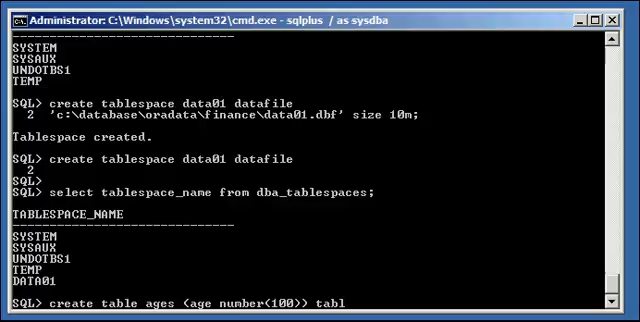 Administrator: C:\Windows\system32\cmd.exe - sqlplus / as sysdba
------------------------------
SYSTEM
SYSAUX
UNDOTBS1
TEMP
SQL> create tablespace data01 datafile
2 'c:\database\oradata\finance\data01.dbf' size 10m;
Tablespace created.
SQL> create tablespace data01 datafile
2
SQL>
SQL> select tablespace_name from dba_tablespaces;
TABLESPACE_NAME
------------------------------
SYSTEM
SYSAUX
UNDOTBS1
TEMP
DATA01
SQL> create table ages (age number(100)) tabl